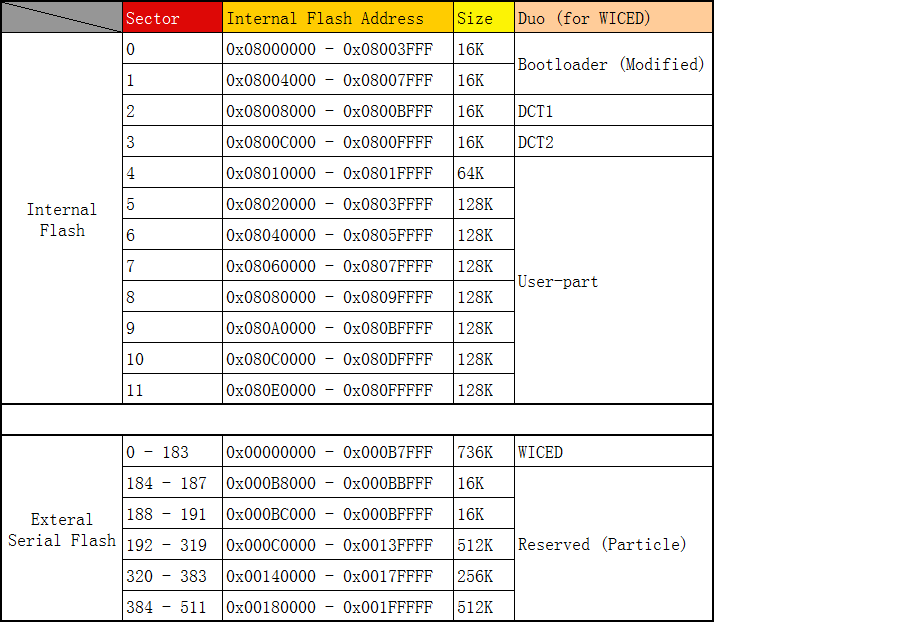 Sector Internal Flash Address Size Duo (for WICED)
Internal
Flash
0 0x08000000 - 0x08003FFF 16K Bootloader (Modified)
1 0x08004000 - 0x08007FFF 16K
2 0x08008000 - 0x0800BFFF 16K DCT1
3 0x0800C000 - 0x0800FFFF 16K DCT2
4 0x08010000 - 0x0801FFFF 64K User-part
5 0x08020000 - 0x0803FFFF 128K
6 0x08040000 - 0x0805FFFF 128K
7 0x08060000 - 0x0807FFFF 128K
8 0x08080000 - 0x0809FFFF 128K
9 0x080A0000 - 0x080BFFFF 128K
10 0x080C0000 - 0x080DFFFF 128K
11 0x080E0000 - 0x080FFFFF 128K
Exteral
Serial Flash
0 - 183 0x00000000 - 0x000B7FFF 736K WICED
184 - 187 0x000B8000 - 0x000BBFFF 16K Reserved (Particle)
188 - 191 0x000BC000 - 0x000BFFFF 16K
192 - 319 0x000C0000 - 0x0013FFFF 512K
320 - 383 0x00140000 - 0x0017FFFF 256K
384 - 511 0x00180000 - 0x001FFFFF 512K